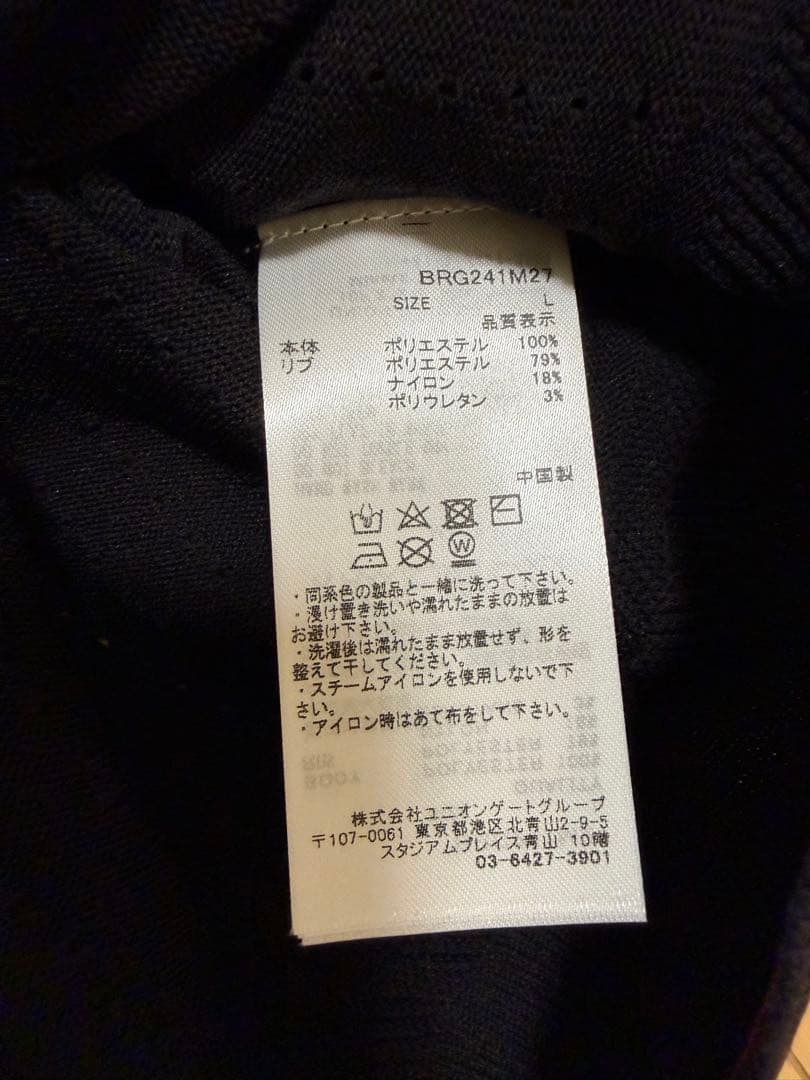 BRG241M27
SIZE L
品質表示
本体 ポリエステル 100%
リブ ポリエステル 79%
ナイロン 18%
ポリウレタン 3%
中国製
W
・同系色の製品と一緒に洗って下さい。
・浸け置き洗いや濡れたままの放置は
お避け下さい。
・洗濯後は濡れたまま放置せず、形を
整えて干してください。
・スチームアイロンを使用しないで下
さい。
・アイロン時はあて布をして下さい。
株式会社ユニオンゲートグループ
〒107-0061 東京都港区北青山2-9-5
スタジアムプレイス青山 10階
03-6427-3901